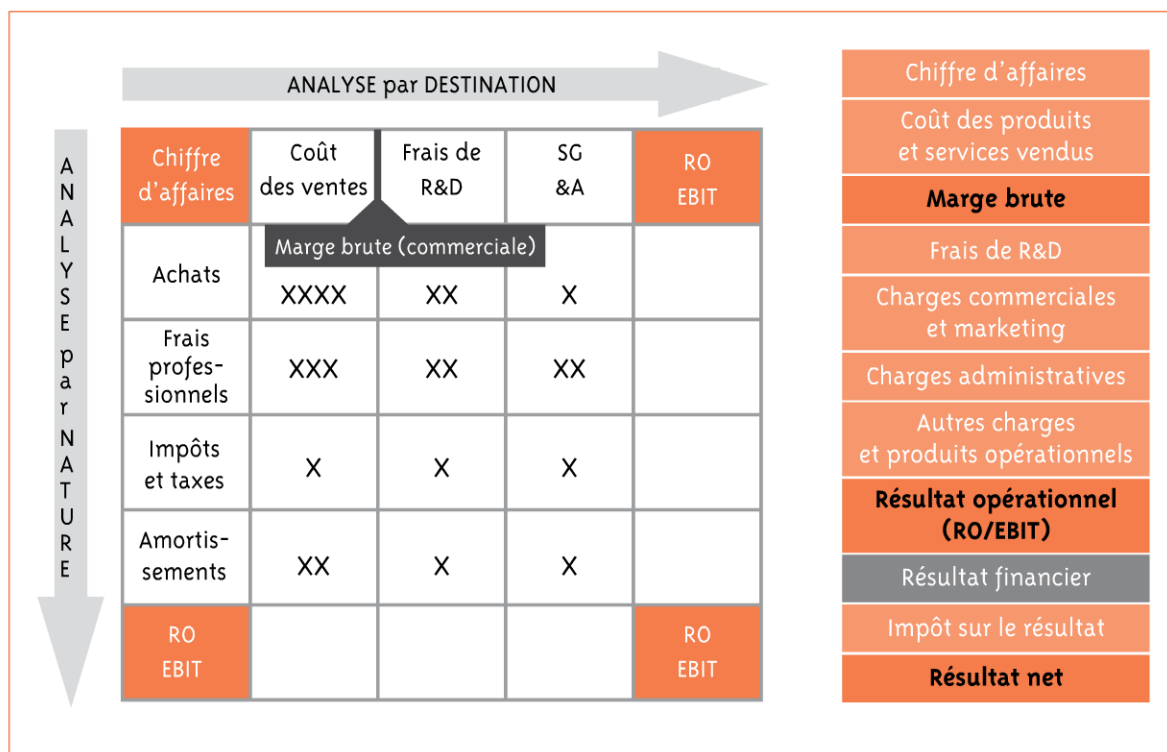 ANALYSE par DESTINATION
ANALYSE par NATURE
Chiffre
d'affaires
Coût
des ventes
Frais de
R&D
SG
&A
RO
EBIT
Marge brute (commerciale)
Achats
XXXX
XX
X
Frais
profes-
sionnels
XXX
XX
XX
Impôts
et taxes
X
X
X
Amortis-
sements
XX
X
X
RO
EBIT
RO
EBIT
Chiffre d'affaires
Coût des produits
et services vendus
Marge brute
Frais de R&D
Charges commerciales
et marketing
Charges administratives
Autres charges
et produits opérationnels
Résultat opérationnel
(RO/EBIT)
Résultat financier
Impôt sur le résultat
Résultat net